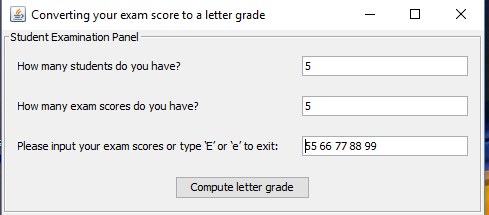 Converting your exam score to a letter grade
Student Examination Panel
How many students do you have?
5
How many exam scores do you have?
5
Please input your exam scores or type 'E' or 'e' to exit:
55 66 77 88 99
Compute letter grade